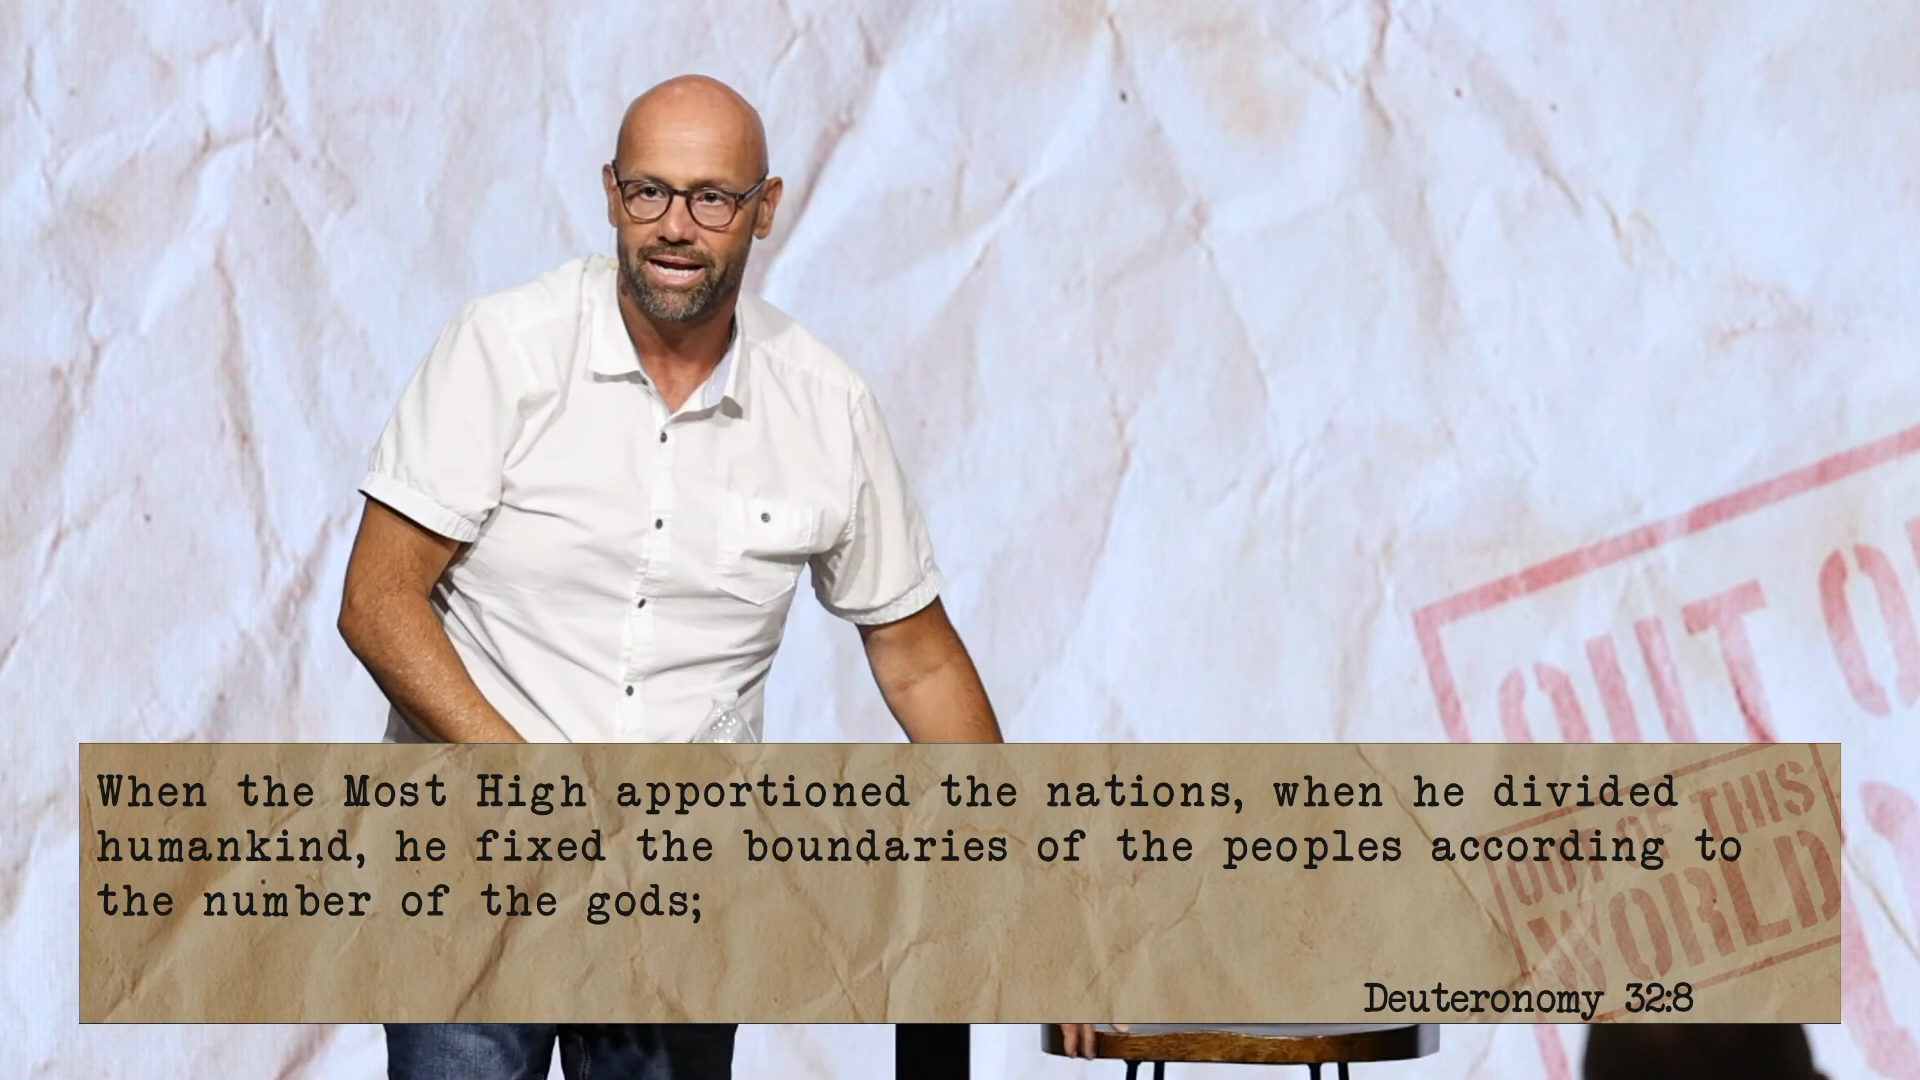 OUT O
When the Most High apportioned the nations, when he divided
humankind, he fixed the boundaries of the peoples according to
the number of the gods;
Deuteronomy 32:8
OUT OF THIS
WORLD